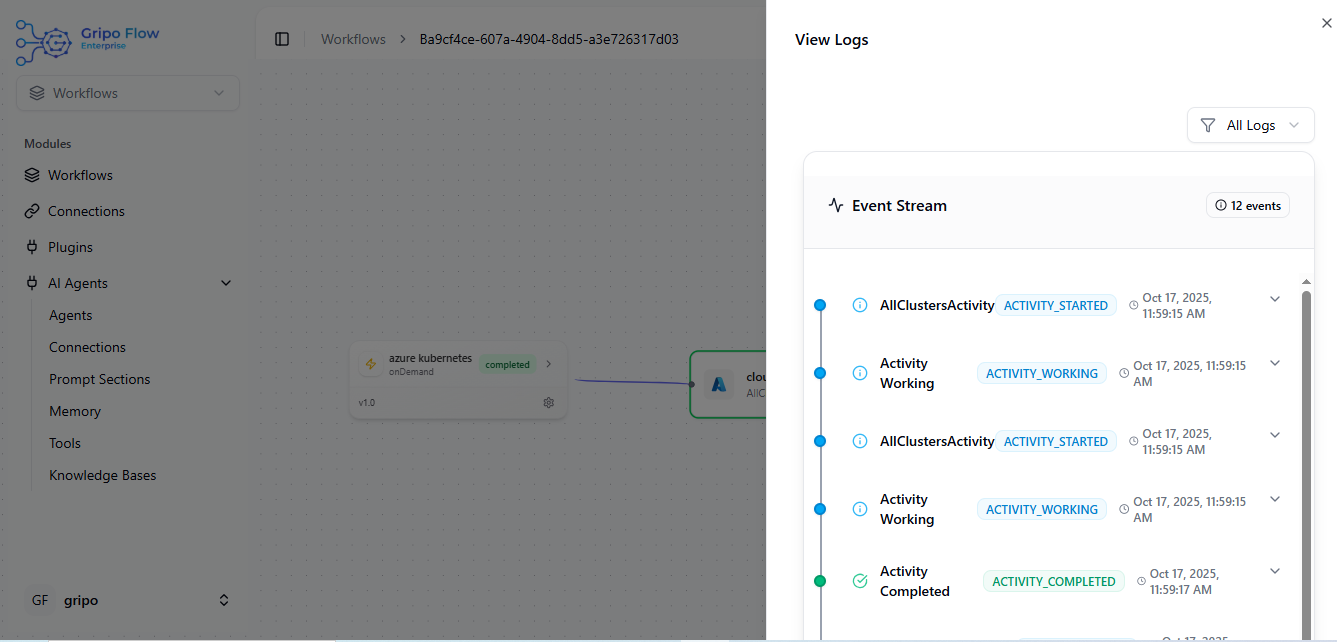 Gripo Flow
Enterprise
Workflows
Modules
Workflows
Connections
Plugins
AI Agents
Agents
Connections
Prompt Sections
Memory
Tools
Knowledge Bases
GF gripo
Workflows > Ba9cf4ce-607a-4904-8dd5-a3e726317d03
azure kubernetes
onDemand
completed
v1.0
clou
AllC
View Logs
All Logs
Event Stream
12 events
AllClustersActivity ACTIVITY_STARTED Oct 17, 2025,
11:59:15 AM
Activity
Working
ACTIVITY_WORKING
Oct 17, 2025, 11:59:15
AM
AllClustersActivity ACTIVITY_STARTED Oct 17, 2025,
11:59:15 AM
Activity
Working
ACTIVITY_WORKING
Oct 17, 2025, 11:59:15
AM
Activity
Completed
ACTIVITY_COMPLETED
Oct 17, 2025,
11:59:17 AM
Oct 17, 2025,